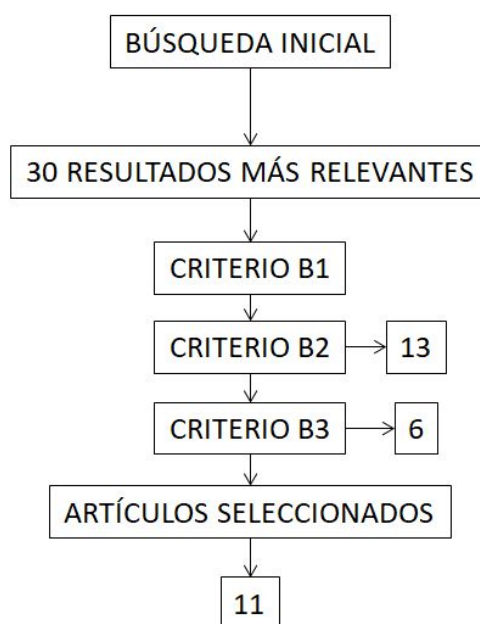 BÚSQUEDA INICIAL
30 RESULTADOS MÁS RELEVANTES
CRITERIO B1
CRITERIO B2
13
CRITERIO B3
6
ARTÍCULOS SELECCIONADOS
11